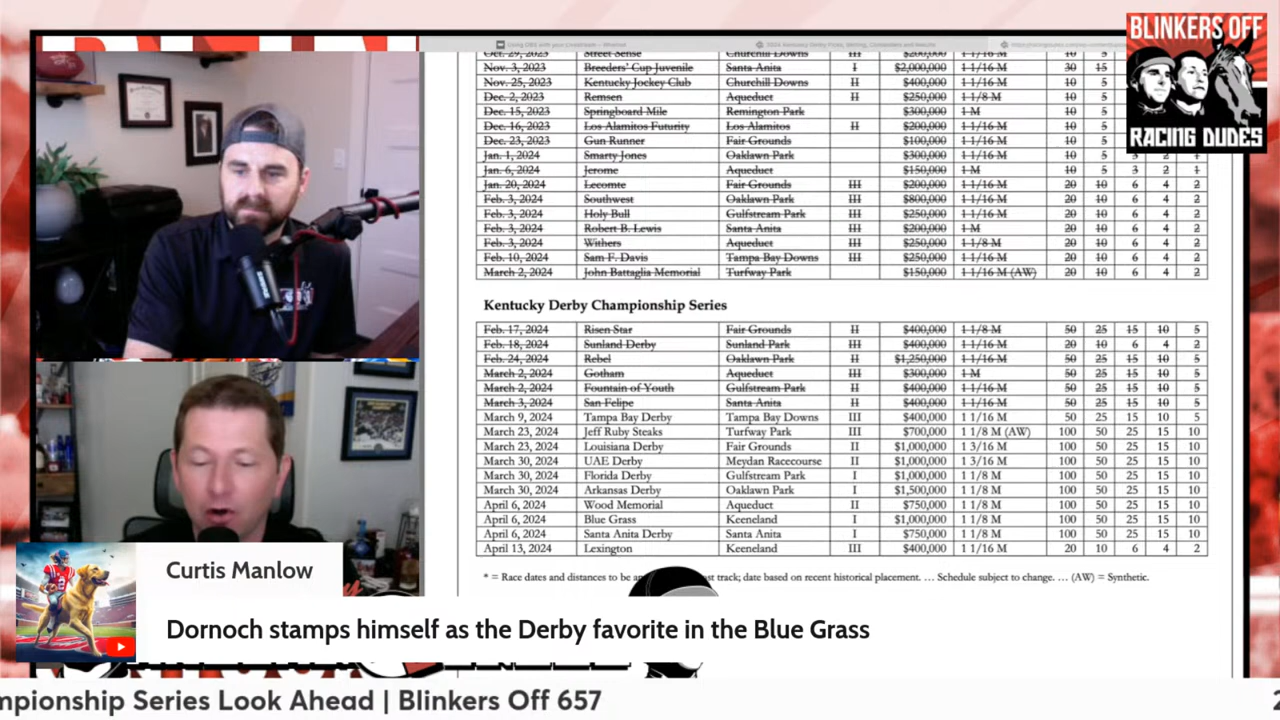 BLINKERS OFF
RACING DUDES
Oct. 29, 2023 Street Sense Churchill Downs III $200,000 1 1/16 M 10 5
Nov. 3, 2023 Breeders' Cup Juvenile Santa Anita I $2,000,000 1 1/16 M 30 15
Nov. 25, 2023 Kentucky Jockey Club Churchill Downs II $400,000 1 1/16 M 10 5
Dec. 2, 2023 Remsen Aqueduct II $250,000 1 1/8 M 10 5
Dec. 15, 2023 Springboard Mile Remington Park $300,000 1 M 10 5
Dec. 16, 2023 Los Alamitos Futurity Los Alamitos II $200,000 1 1/16 M 10 5
Dec. 23, 2023 Gun Runner Fair Grounds $100,000 1 1/16 M 10 5
Jan. 1, 2024 Smarty Jones Oaklawn Park $300,000 1 1/16 M 10 5 3 2 1
Jan. 6, 2024 Jerome Aqueduct $150,000 1 M 10 5 3 2 1
Jan. 20, 2024 Lecomte Fair Grounds III $200,000 1 1/16 M 20 10 6 4 2
Feb. 3, 2024 Southwest Oaklawn Park III $800,000 1 1/16 M 20 10 6 4 2
Feb. 3, 2024 Holy Bull Gulfstream Park III $250,000 1 1/16 M 20 10 6 4 2
Feb. 3, 2024 Robert B. Lewis Santa Anita III $200,000 1 M 20 10 6 4 2
Feb. 3, 2024 Withers Aqueduct III $250,000 1 1/8 M 20 10 6 4 2
Feb. 10, 2024 Sam F. Davis Tampa Bay Downs III $250,000 1 1/16 M 20 10 6 4 2
March 2, 2024 John Battaglia Memorial Turfway Park $150,000 1 1/16 M (AW) 20 10 6 4 2
Kentucky Derby Championship Series
Feb. 17, 2024 Risen Star Fair Grounds II $400,000 1 1/8 M 50 25 15 10 5
Feb. 18, 2024 Sunland Derby Sunland Park III $400,000 1 1/16 M 20 10 6 4 2
Feb. 24, 2024 Rebel Oaklawn Park II $1,250,000 1 1/16 M 50 25 15 10 5
March 2, 2024 Gotham Aqueduct III $300,000 1 M 50 25 15 10 5
March 2, 2024 Fountain of Youth Gulfstream Park II $400,000 1 1/16 M 50 25 15 10 5
March 3, 2024 San Felipe Santa Anita II $400,000 1 1/16 M 50 25 15 10 5
March 9, 2024 Tampa Bay Derby Tampa Bay Downs III $400,000 1 1/16 M 50 25 15 10 5
March 23, 2024 Jeff Ruby Steaks Turfway Park III $700,000 1 1/8 M (AW) 100 50 25 15 10
March 23, 2024 Louisiana Derby Fair Grounds II $1,000,000 1 3/16 M 100 50 25 15 10
March 30, 2024 UAE Derby Meydan Racecourse II $1,000,000 1 3/16 M 100 50 25 15 10
March 30, 2024 Florida Derby Gulfstream Park I $1,000,000 1 1/8 M 100 50 25 15 10
March 30, 2024 Arkansas Derby Oaklawn Park I $1,500,000 1 1/8 M 100 50 25 15 10
April 6, 2024 Wood Memorial Aqueduct II $750,000 1 1/8 M 100 50 25 15 10
April 6, 2024 Blue Grass Keeneland I $1,000,000 1 1/8 M 100 50 25 15 10
April 6, 2024 Santa Anita Derby Santa Anita I $750,000 1 1/8 M 100 50 25 15 10
April 13, 2024 Lexington Keeneland III $400,000 1 1/16 M 20 10 6 4 2
* = Race dates and distances to be an st track; date based on recent historical placement. … Schedule subject to change. … (AW) = Synthetic.
Curtis Manlow
Dornoch stamps himself as the Derby favorite in the Blue Grass
mpionship Series Look Ahead | Blinkers Off 657